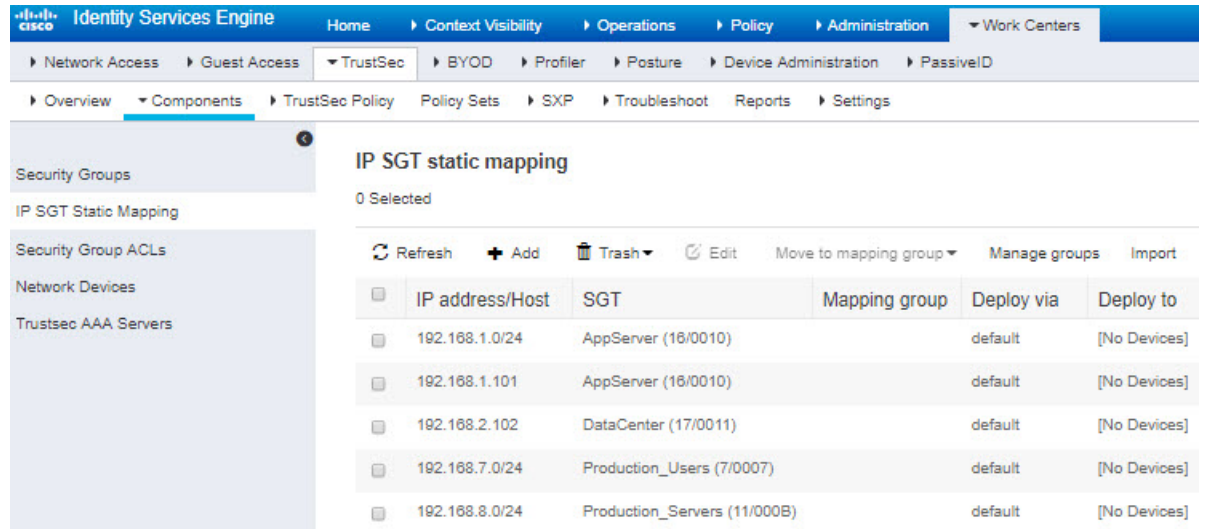 cisco Identity Services Engine Home Context Visibility Operations Policy Administration Work Centers
Network Access Guest Access TrustSec BYOD Profiler Posture Device Administration PassiveID
Overview Components TrustSec Policy Policy Sets SXP Troubleshoot Reports Settings
Security Groups
IP SGT Static Mapping
Security Group ACLs
Network Devices
Trustsec AAA Servers
IP SGT static mapping
0 Selected
Refresh Add Trash Edit Move to mapping group Manage groups Import
IP address/Host SGT Mapping group Deploy via Deploy to
192.168.1.0/24 AppServer (16/0010) default [No Devices]
192.168.1.101 AppServer (16/0010) default [No Devices]
192.168.2.102 DataCenter (17/0011) default [No Devices]
192.168.7.0/24 Production_Users (7/0007) default [No Devices]
192.168.8.0/24 Production_Servers (11/000B) default [No Devices]